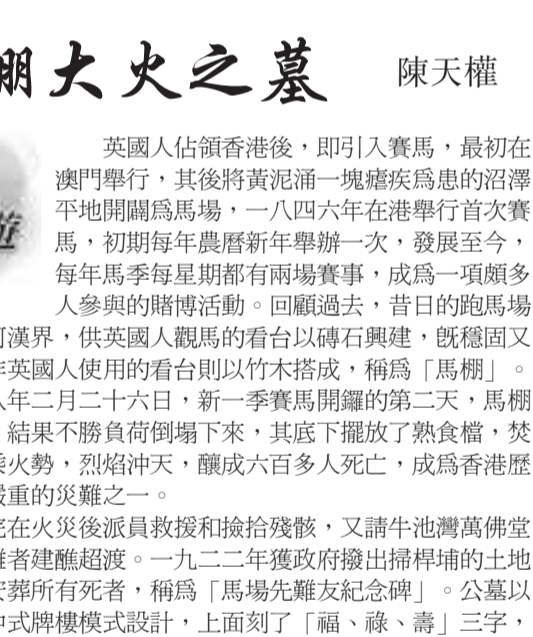 棚大火之墓 陳天權
遊
英國人佔領香港後，即引入賽馬，最初在
澳門舉行，其後將黃泥涌一塊瘧疾爲患的沼澤
平地開闢爲馬場，一八四六年在港舉行首次賽
馬，初期每年農曆新年舉辦一次，發展至今，
每年馬季每星期都有兩場賽事，成爲一項頗多
人參與的賭博活動。回顧過去，昔日的跑馬場
漢界，供英國人觀馬的看台以磚石興建，旣穩固又
英國人使用的看台則以竹木搭成，稱爲「馬棚」。
年二月二十六日，新一季賽馬開鑼的第二天，馬棚
結果不勝負荷倒塌下來，其底下擺放了熟食檔，焚
火勢，烈焰沖天，釀成六百多人死亡，成爲香港歷
嚴重的災難之一。
在火災後派員救援和撿拾殘骸，又請牛池灣萬佛堂
難者建醮超渡。一九二二年獲政府撥出掃桿埔的土地
安葬所有死者，稱爲「馬場先難友紀念碑」。公墓以
中式牌樓模式設計，上面刻了「福、祿、壽」三字，